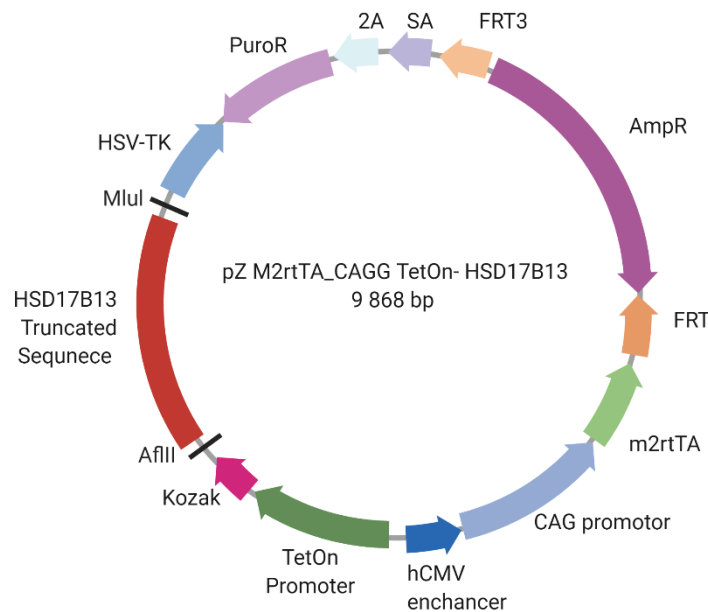 2A
SA
FRT3
PuroR
AmpR
HSV-TK
MluI
pZ M2rtTA_CAGG TetOn- HSD17B13
9 868 bp
HSD17B13
Truncated
Sequnece
FRT
m2rtTA
AflII
Kozak
CAG promotor
TetOn
Promoter
hCMV
enchancer